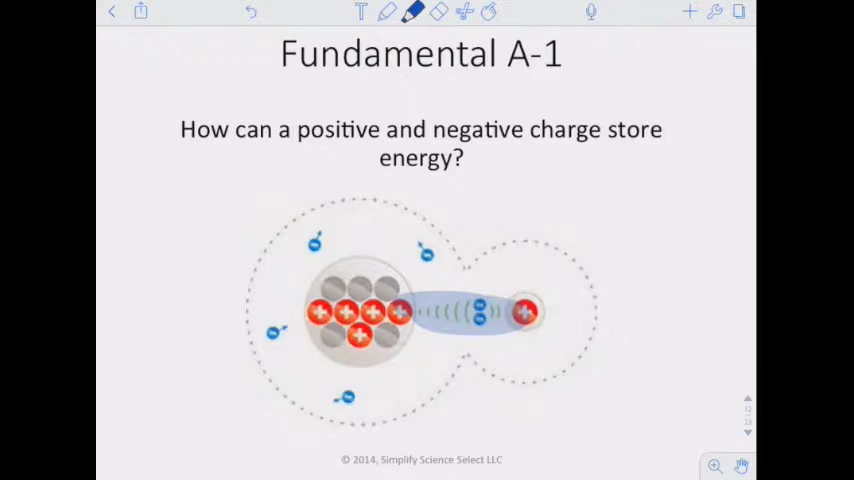 Fundamental A-1
How can a positive and negative charge store
energy?
© 2014, Simplify Science Select LLC